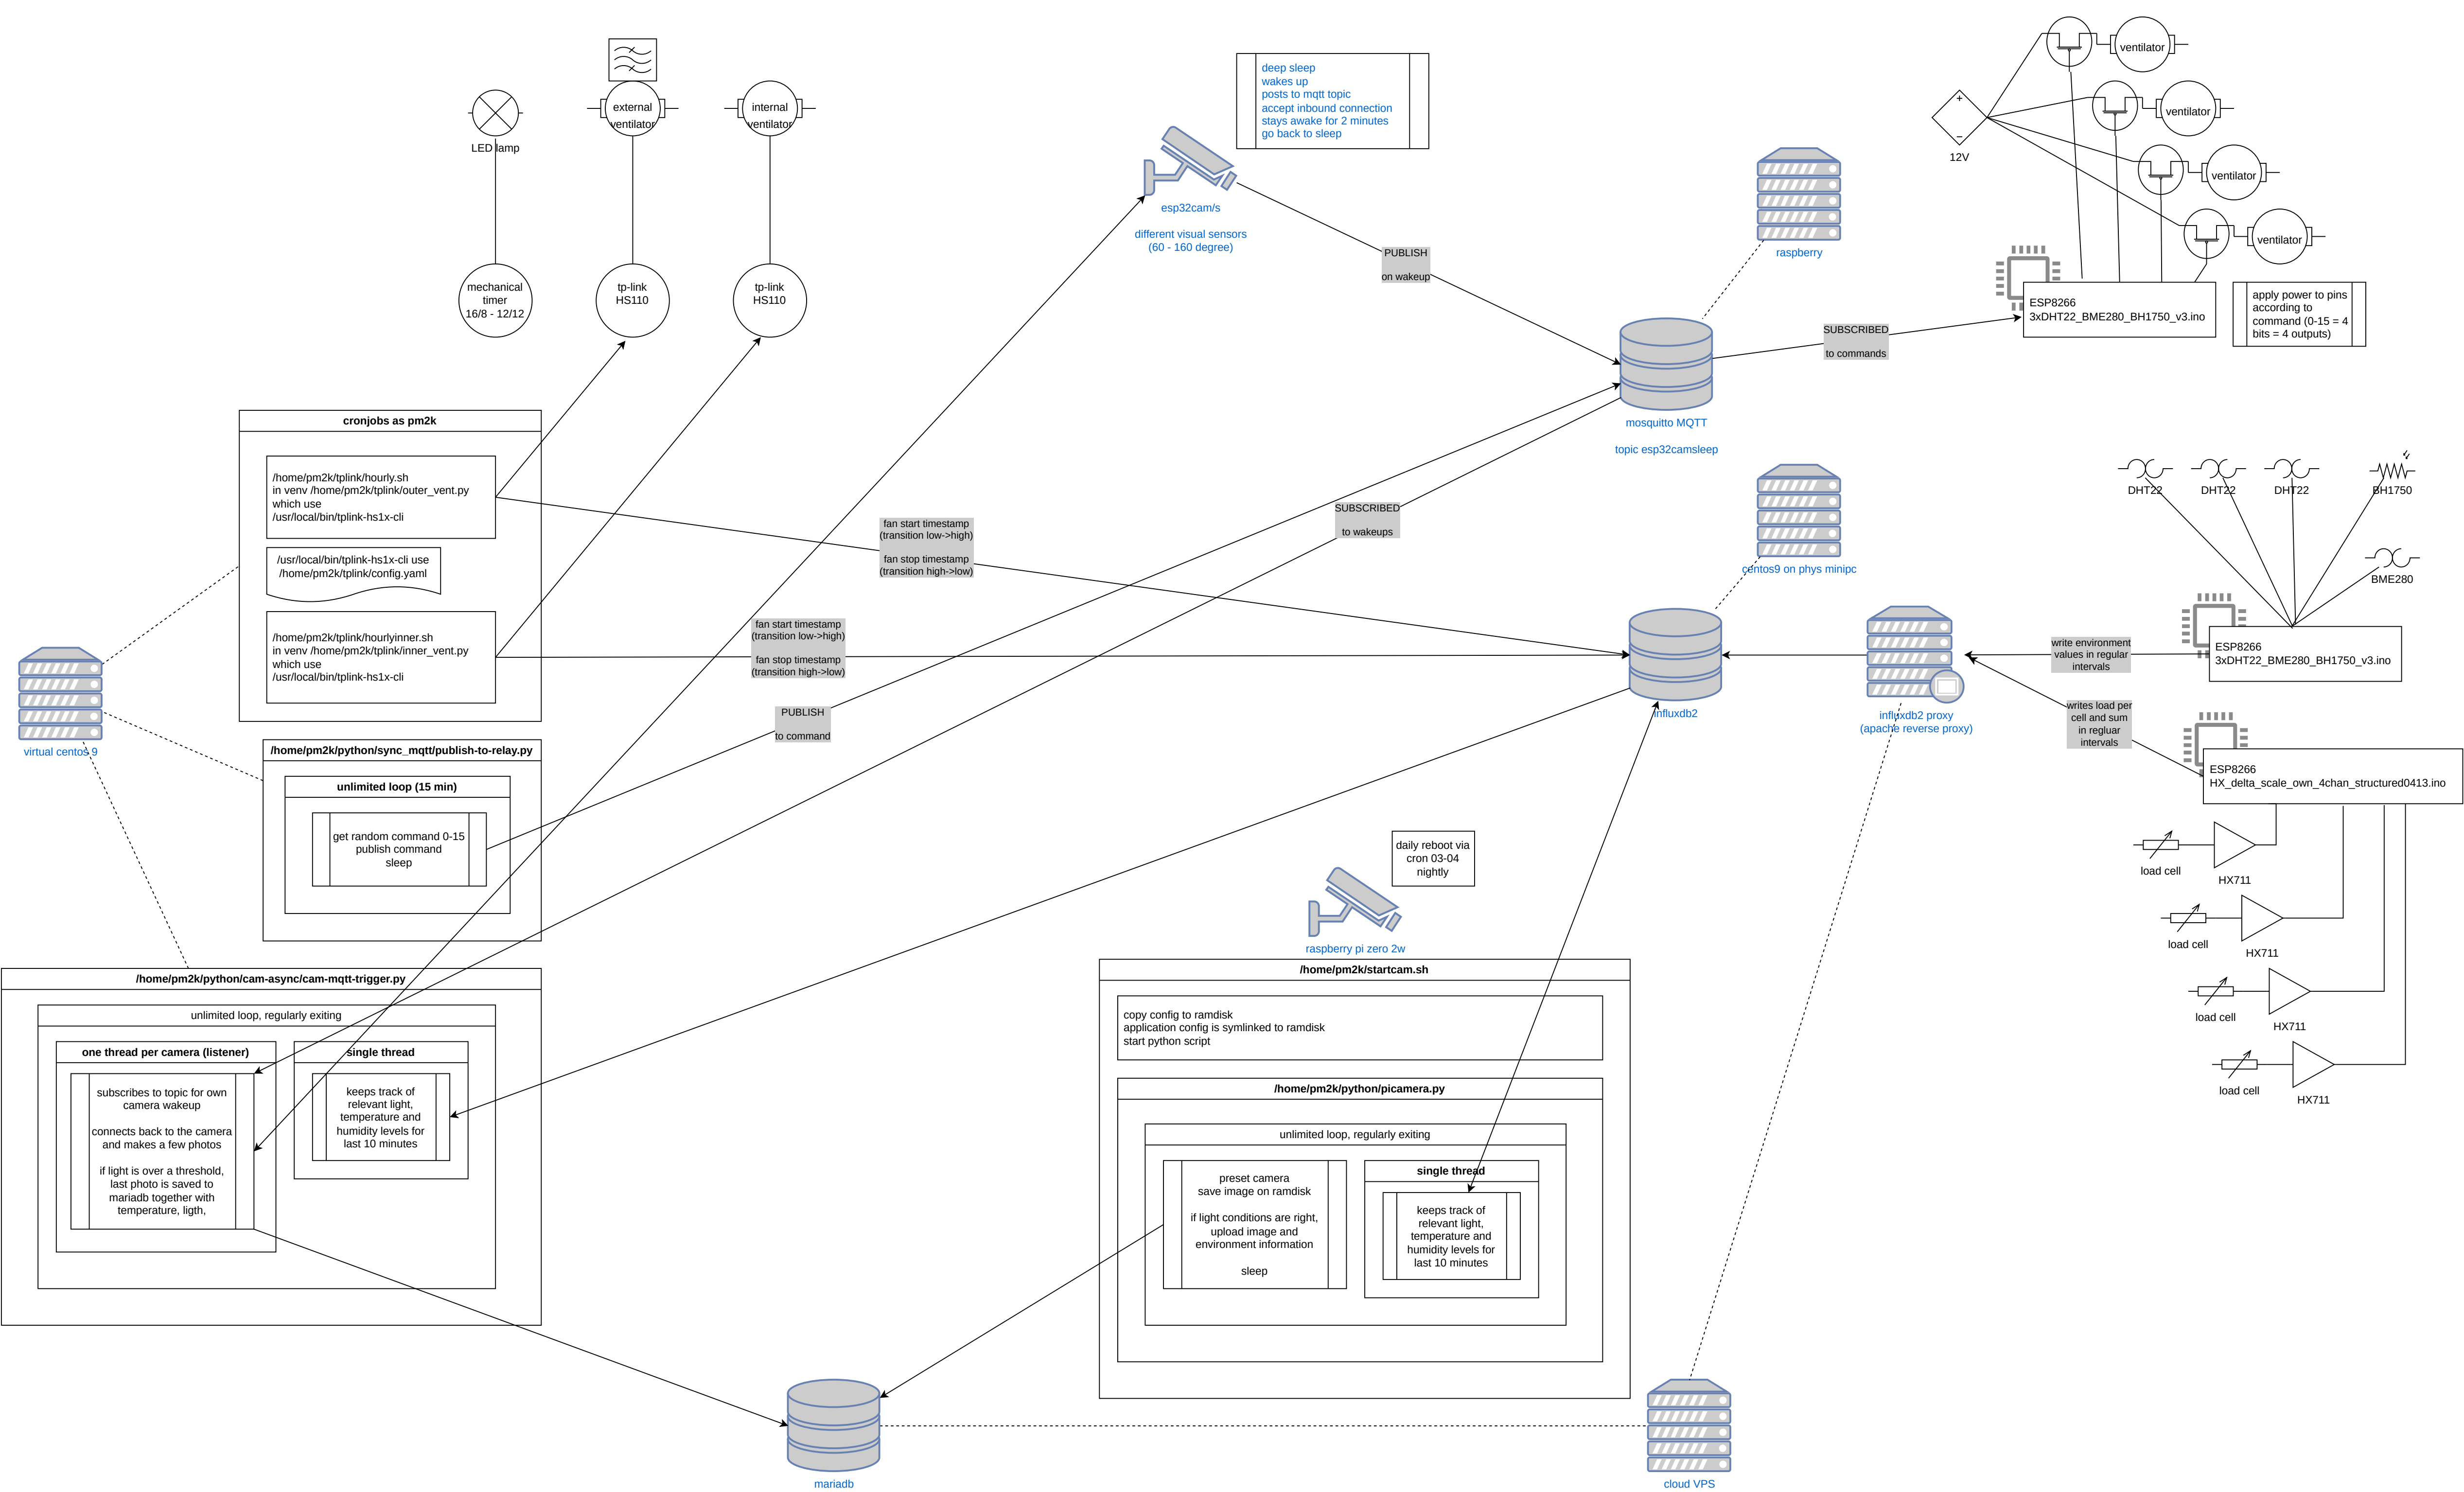 LED lamp
external
ventilator
internal
ventilator
mechanical
timer
16/8 - 12/12
tp-link
HS110
tp-link
HS110
deep sleep
wakes up
posts to mqtt topic
accept inbound connection
stays awake for 2 minutes
go back to sleep
esp32cam/s
different visual sensors
(60 - 160 degree)
PUBLISH
on wakeup
raspberry
mosquitto MQTT
topic esp32camsleep
SUBSCRIBED
to commands
+
−
12V
ventilator
ventilator
ventilator
ventilator
ESP8266
3xDHT22_BME280_BH1750_v3.ino
apply power to pins
according to
command (0-15 = 4
bits = 4 outputs)
cronjobs as pm2k
/home/pm2k/tplink/hourly.sh
in venv /home/pm2k/tplink/outer_vent.py
which use
/usr/local/bin/tplink-hs1x-cli
/usr/local/bin/tplink-hs1x-cli use
/home/pm2k/tplink/config.yaml
/home/pm2k/tplink/hourlyinner.sh
in venv /home/pm2k/tplink/inner_vent.py
which use
/usr/local/bin/tplink-hs1x-cli
fan start timestamp
(transition low->high)
fan stop timestamp
(transition high->low)
fan start timestamp
(transition low->high)
fan stop timestamp
(transition high->low)
SUBSCRIBED
to wakeups
PUBLISH
to command
centos9 on phys minipc
influxdb2
influxdb2 proxy
(apache reverse proxy)
write environment
values in regular
intervals
writes load per
cell and sum
in regluar
intervals
DHT22
DHT22
DHT22
BH1750
BME280
ESP8266
3xDHT22_BME280_BH1750_v3.ino
ESP8266
HX_delta_scale_own_4chan_structured0413.ino
load cell
HX711
load cell
HX711
load cell
HX711
load cell
HX711
virtual centos 9
/home/pm2k/python/sync_mqtt/publish-to-relay.py
unlimited loop (15 min)
get random command 0-15
publish command
sleep
/home/pm2k/python/cam-async/cam-mqtt-trigger.py
unlimited loop, regularly exiting
one thread per camera (listener)
subscribes to topic for own
camera wakeup
connects back to the camera
and makes a few photos
if light is over a threshold,
last photo is saved to
mariadb together with
temperature, ligth,
single thread
keeps track of
relevant light,
temperature and
humidity levels for
last 10 minutes
daily reboot via
cron 03-04
nightly
raspberry pi zero 2w
/home/pm2k/startcam.sh
copy config to ramdisk
application config is symlinked to ramdisk
start python script
/home/pm2k/python/picamera.py
unlimited loop, regularly exiting
preset camera
save image on ramdisk
if light conditions are right,
upload image and
environment information
sleep
single thread
keeps track of
relevant light,
temperature and
humidity levels for
last 10 minutes
mariadb
cloud VPS